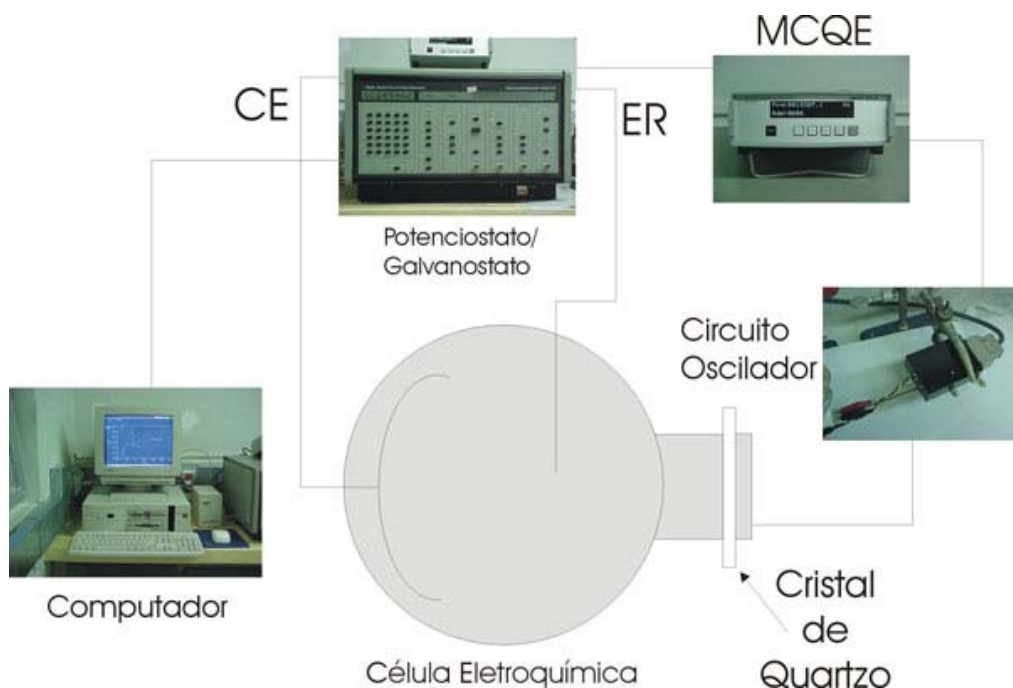 MCQE
CE
ER
Potenciostato/
Galvanostato
Circuito
Oscilador
Computador
Cristal
de
Quartzo
Célula Eletroquímica